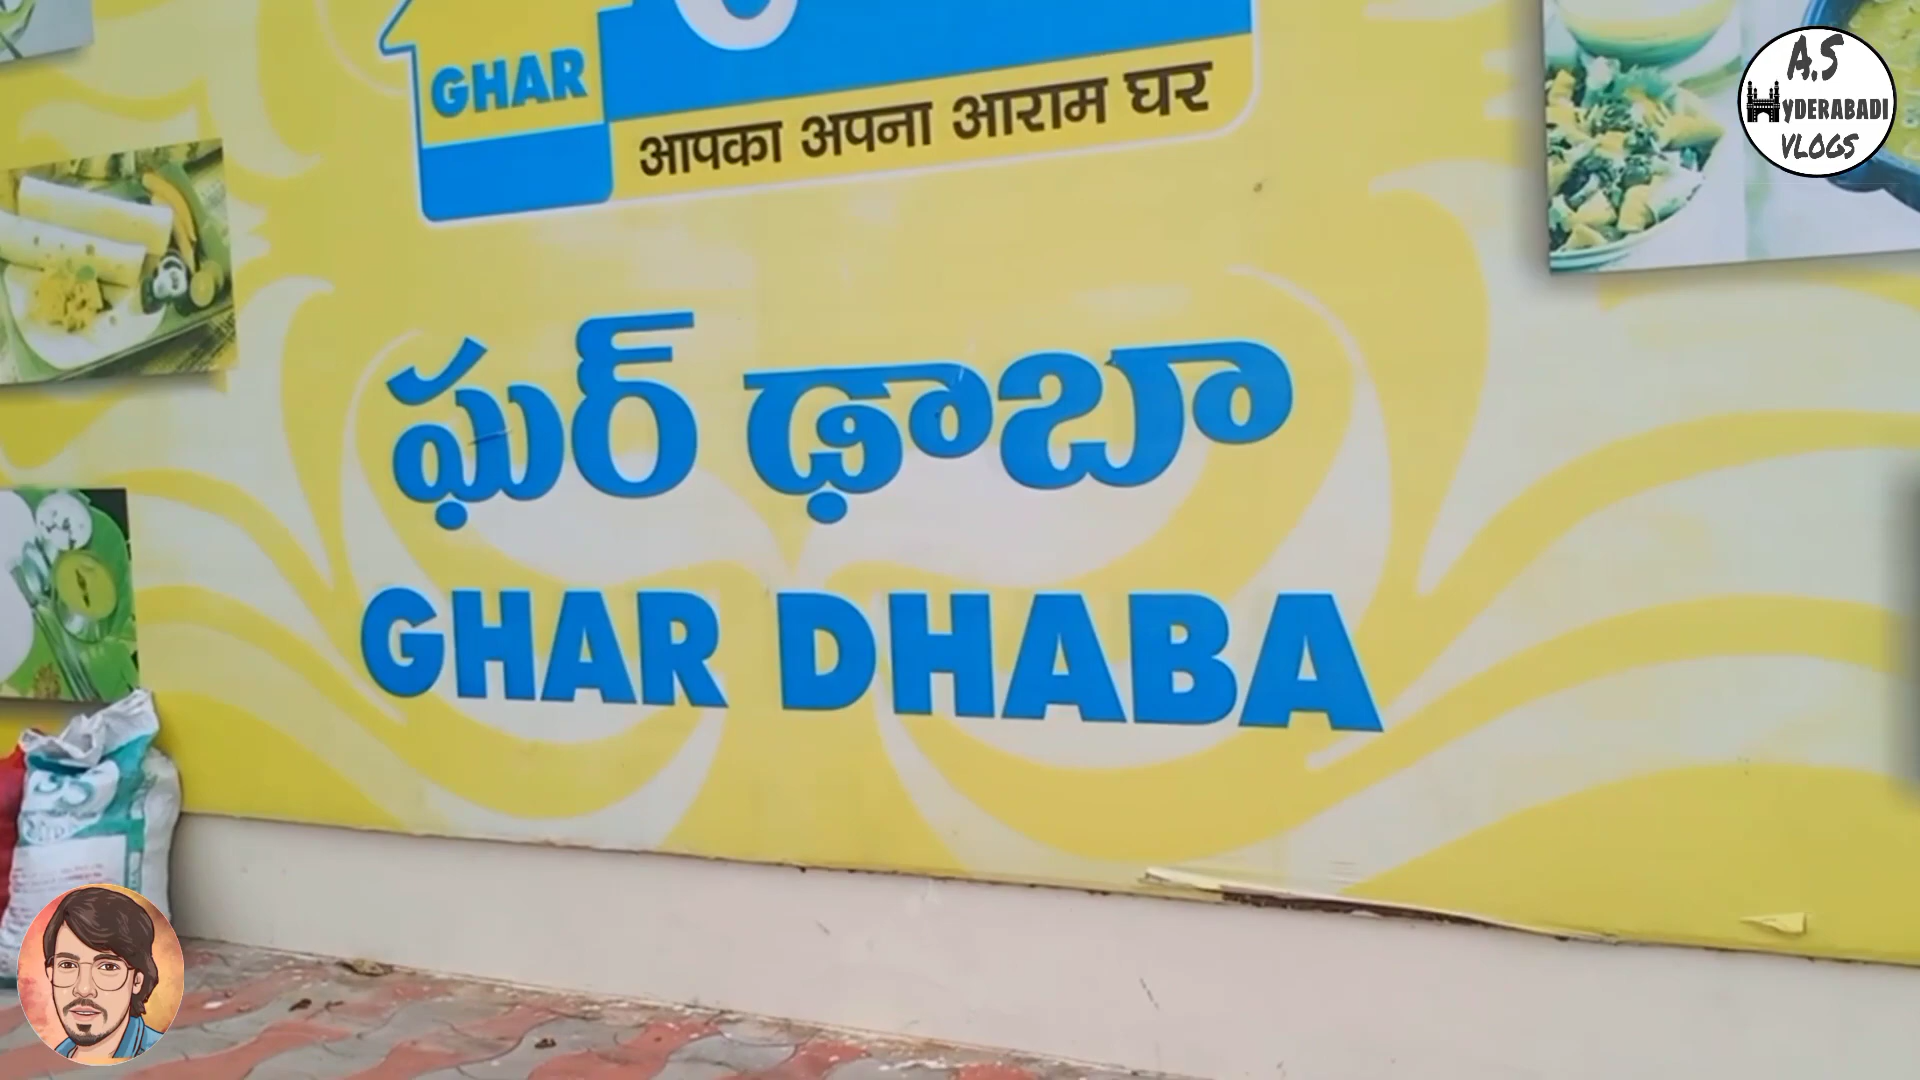 GHAR
आपका अपना आराम घर
ఘర్ ఢాబా
GHAR DHABA
A.S
HYDERABADI
VLOGS